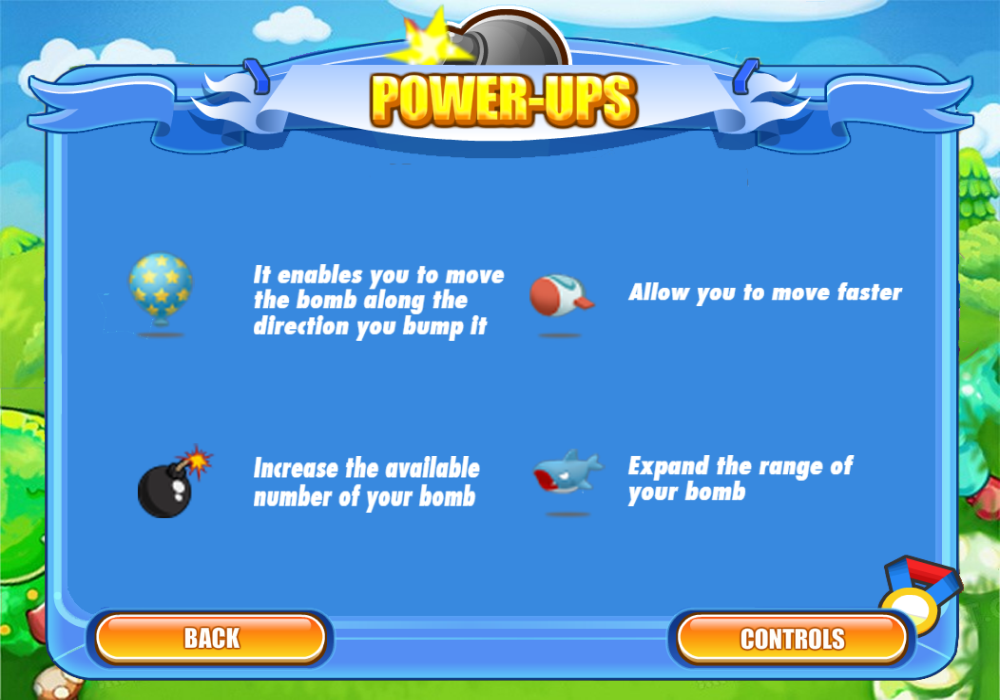 POWER-UPS
It enables you to move
the bomb along the
direction you bump it
Allow you to move faster
Increase the available
number of your bomb
Expand the range of
your bomb
BACK
CONTROLS